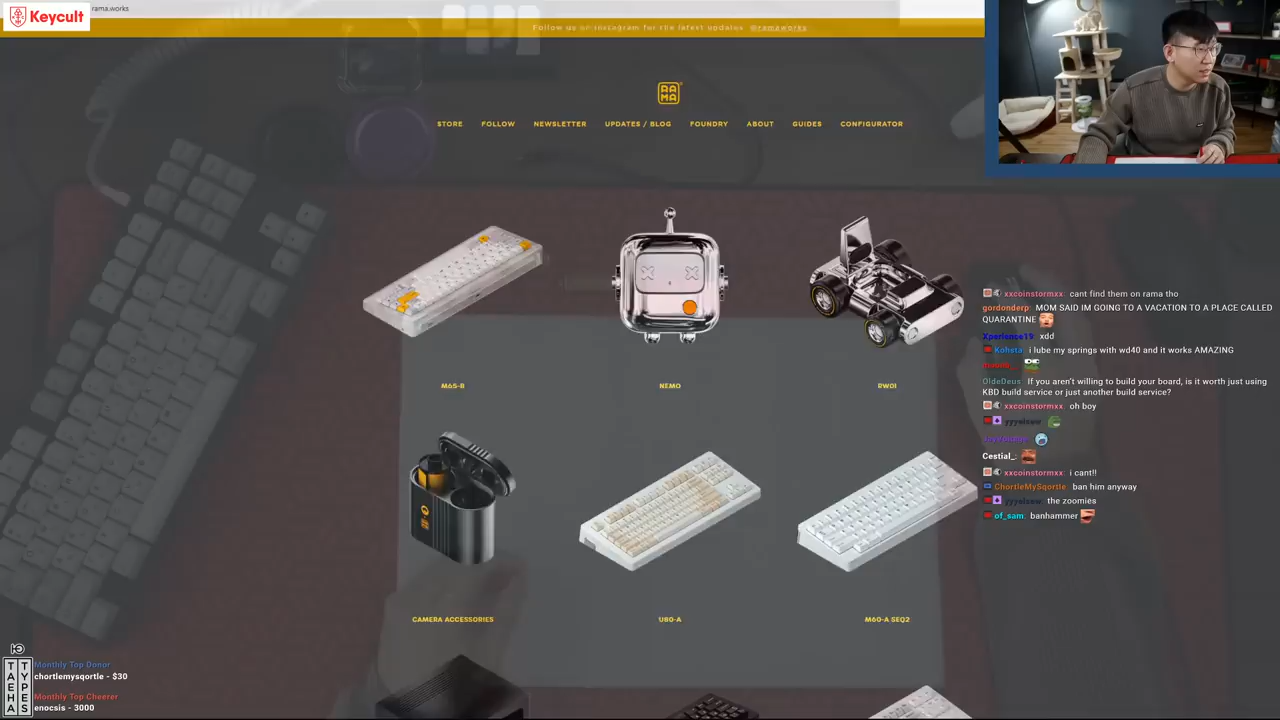 Keycult
rama.works
Follow us on Instagram for the latest updates @ramaworks
RA
MA
STORE FOLLOW NEWSLETTER UPDATES / BLOG FOUNDRY ABOUT GUIDES CONFIGURATOR
M65-R NEMO RW01
CAMERA ACCESSORIES U80-A M60-A SEQ2
xxcoinstormxx: cant find them on rama tho
gordonderp: MOM SAID IM GOING TO A VACATION TO A PLACE CALLED
QUARANTINE
Xperience19: xdd
Kohsta: i lube my springs with wd40 and it works AMAZING
OldeDeus: If you aren't willing to build your board, is it worth just using
KBD build service or just another build service?
xxcoinstormxx: oh boy
Cestial_:
xxcoinstormxx: i cant!!
ChortleMySqortle: ban him anyway
the zoomies
of_sam: banhammer
TAEHA
TYPES
Monthly Top Donor
chortlemysqortle - $30
Monthly Top Cheerer
enocsis - 3000